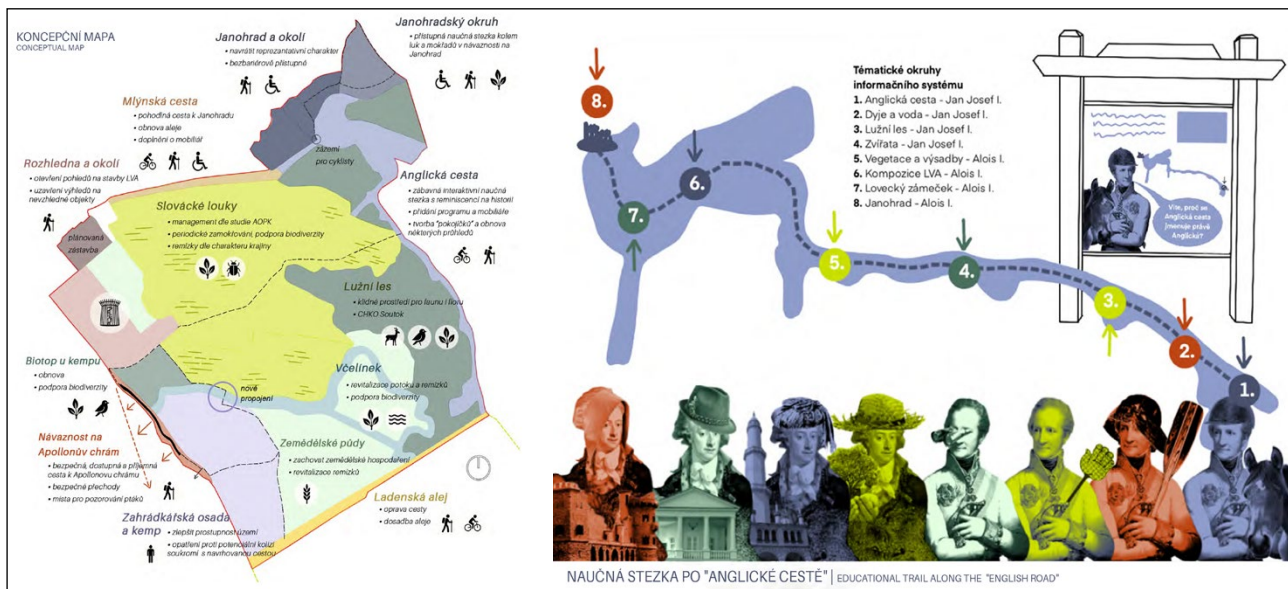 KONCEPČNÍ MAPA
CONCEPTUAL MAP
Janohrad a okolí
• navrátit reprezantativní charakter
• bezbariérově přístupné
Janohradský okruh
• přístupná naučná stezka kolem
luk a mokřadů v návaznosti na
Janohrad
Mlýnská cesta
• pohodlná cesta k Janohradu
• obnova aleje
• doplnění o mobiliář
zázemí
pro cyklisty
Rozhledna a okolí
• otevření pohledů na stavby LVA
• uzavření výhledů na
nevzhledné objekty
Anglická cesta
• zábavná interaktivní naučná
stezka s reminiscencí na historii
• přidání programu a mobiliáře
• tvorba "pokojíčků" a obnova
některých průhledů
Slovácké louky
• management dle studie AOPK
• periodické zamokřování, podpora biodiverzity
• remízky dle charakteru krajiny
plánovaná
zástavba
Lužní les
• klidné prostředí pro faunu i floru
• CHKO Soutok
Biotop u kempu
• obnova
• podpora biodiverzity
nové
propojení
Včelínek
• revitalizace potoku a remízků
• podpora biodiverzity
Návaznost na
Apollonův chrám
• bezpečná, dostupná a příjemná
cesta k Apollonovu chrámu
• bezpečné přechody
• místa pro pozorování ptáků
Zemědělské půdy
• zachovat zemědělské hospodaření
• revitalizace remízků
Ladenská alej
• oprava cesty
• dosadba aleje
Zahrádkářská osada
a kemp
• zlepšit prostupnost území
• opatření proti potenciální kolizi
soukromí s navrhovanou cestou
Tématické okruhy
informačního systému
1. Anglická cesta - Jan Josef I.
2. Dyje a voda - Jan Josef I.
3. Lužní les - Jan Josef I.
4. Zvířata - Jan Josef I.
5. Vegetace a výsadby - Alois I.
6. Kompozice LVA - Alois I.
7. Lovecký zámeček - Alois I.
8. Janohrad - Alois I.
8.
6.
7.
5.
4.
3.
2.
1.
Víte, proč se
Anglická cesta
jmenuje právě
Anglická?
NAUČNÁ STEZKA PO "ANGLICKÉ CESTĚ" | EDUCATIONAL TRAIL ALONG THE "ENGLISH ROAD"